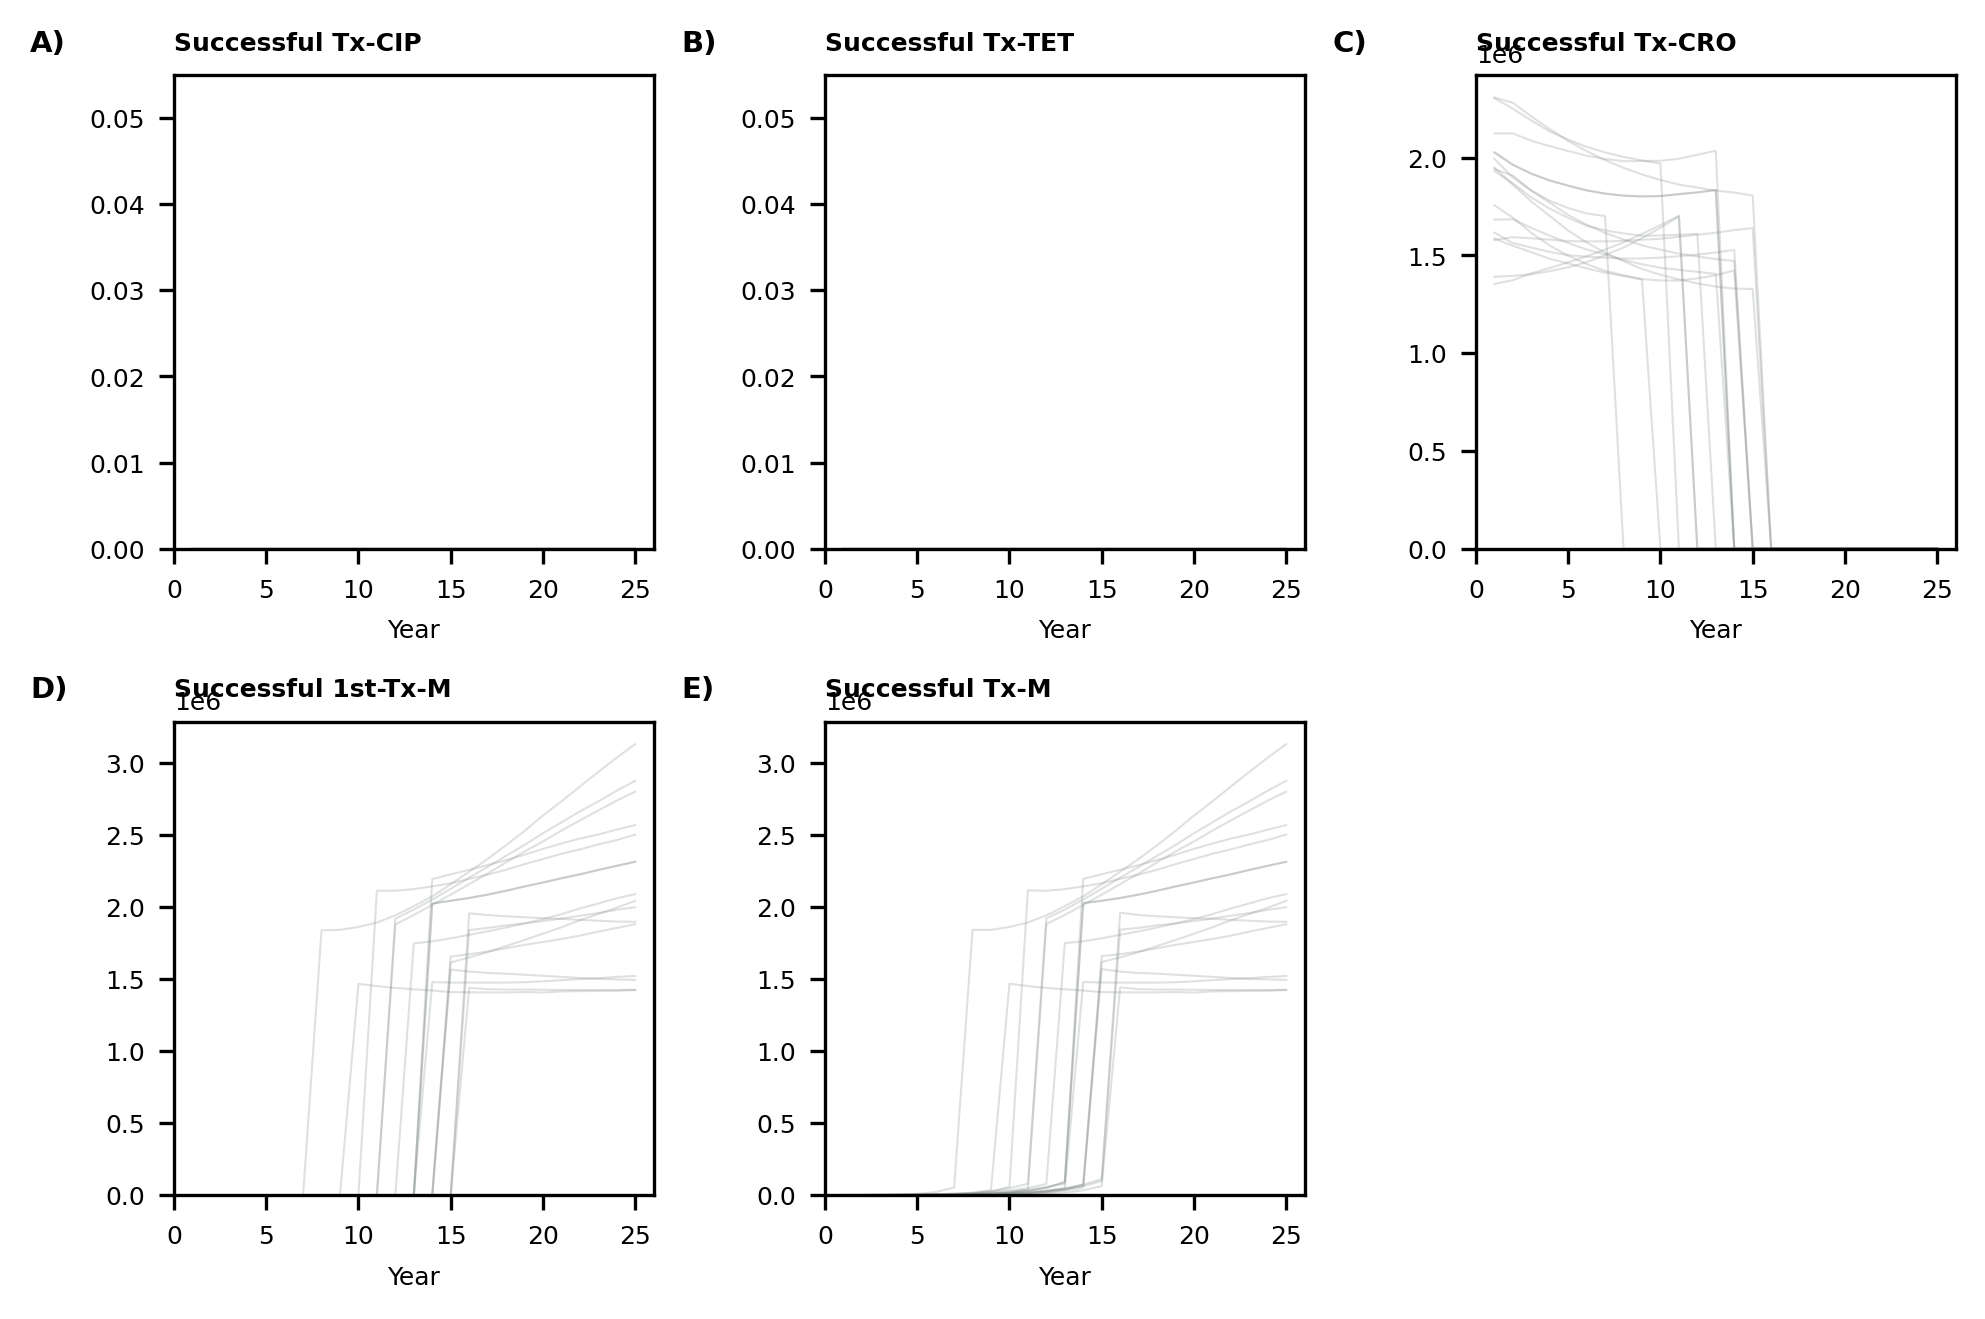 A) Successful Tx-CIP
0.05
0.04
0.03
0.02
0.01
0.00
0 5 10 15 20 25
Year
B) Successful Tx-TET
0.05
0.04
0.03
0.02
0.01
0.00
0 5 10 15 20 25
Year
C) Successful Tx-CRO
1e6
2.0
1.5
1.0
0.5
0.0
0 5 10 15 20 25
Year
D) Successful 1st-Tx-M
1e6
3.0
2.5
2.0
1.5
1.0
0.5
0.0
0 5 10 15 20 25
Year
E) Successful Tx-M
1e6
3.0
2.5
2.0
1.5
1.0
0.5
0.0
0 5 10 15 20 25
Year